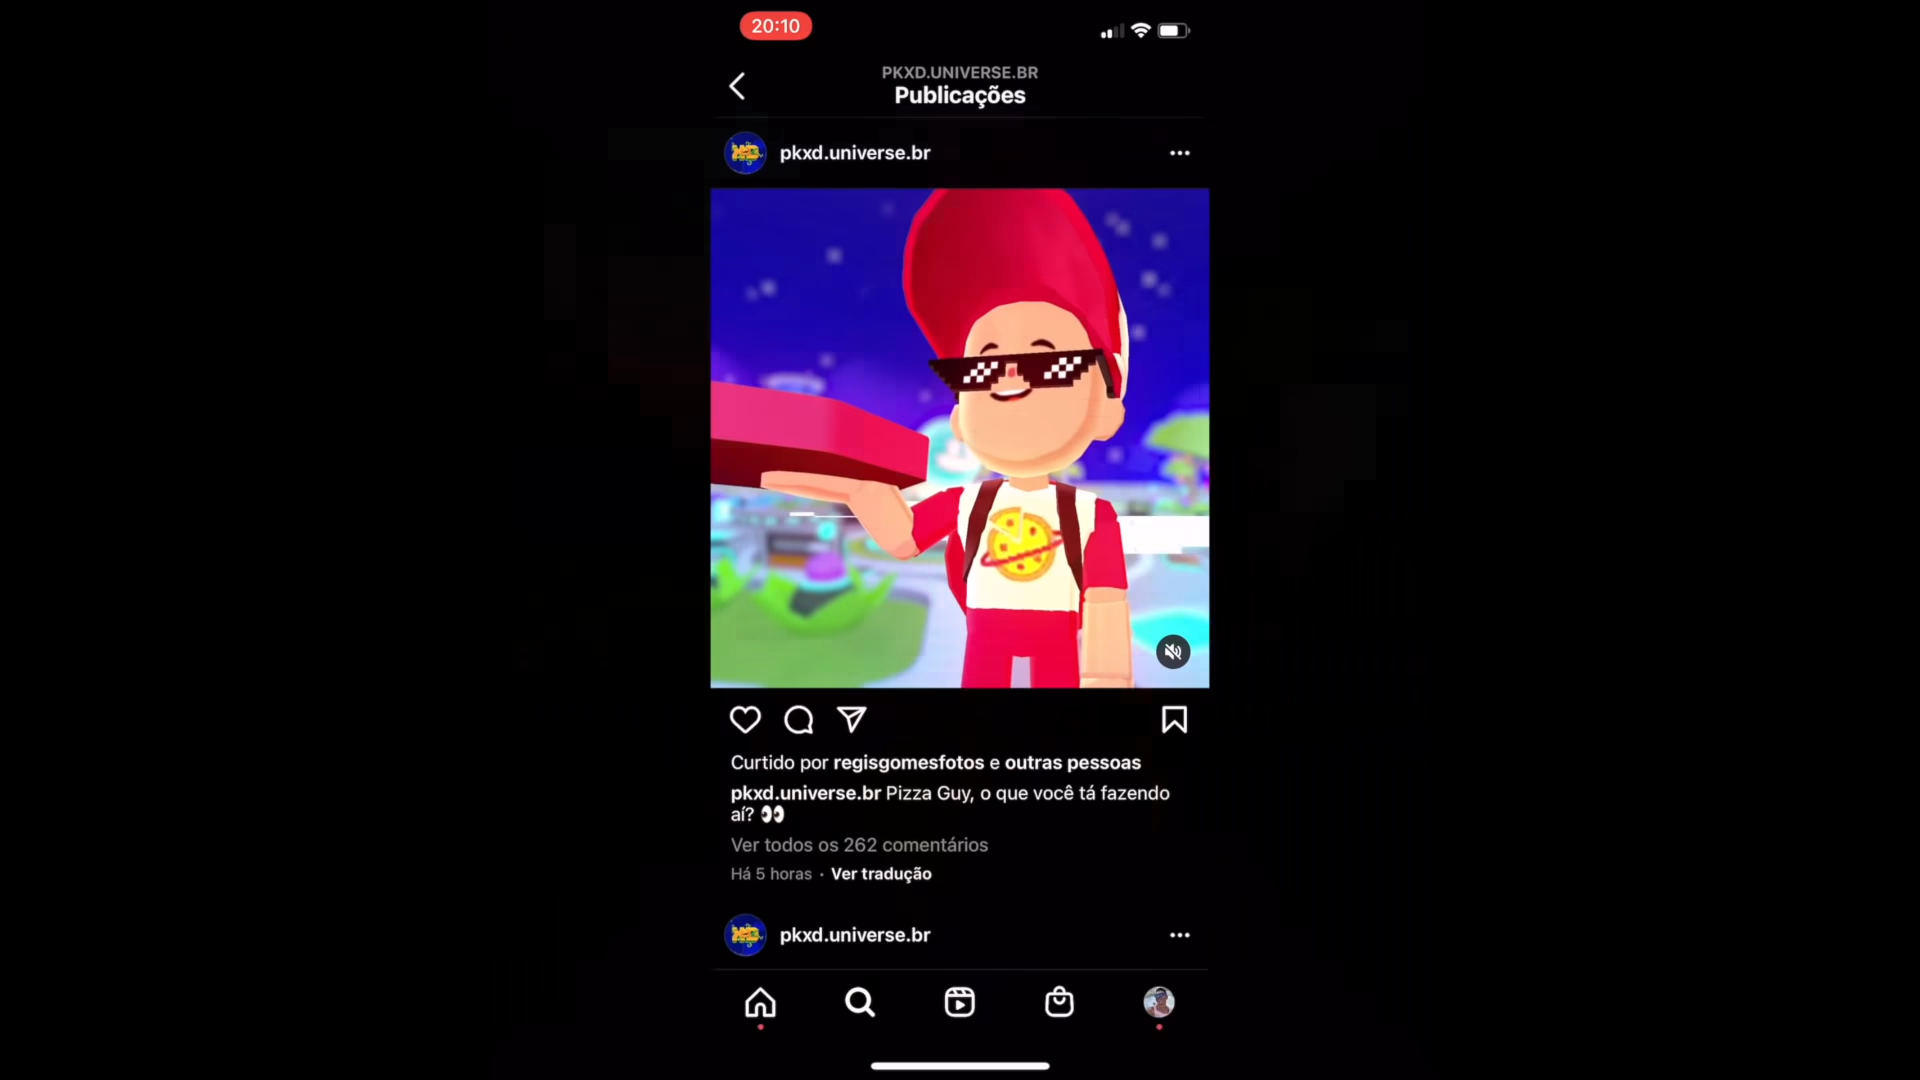 20:10
PKXD.UNIVERSE.BR
Publicações
pkxd.universe.br
Curtido por regisgomesfotos e outras pessoas
pkxd.universe.br Pizza Guy, o que você tá fazendo
aí? 👀
Ver todos os 262 comentários
Há 5 horas · Ver tradução
pkxd.universe.br